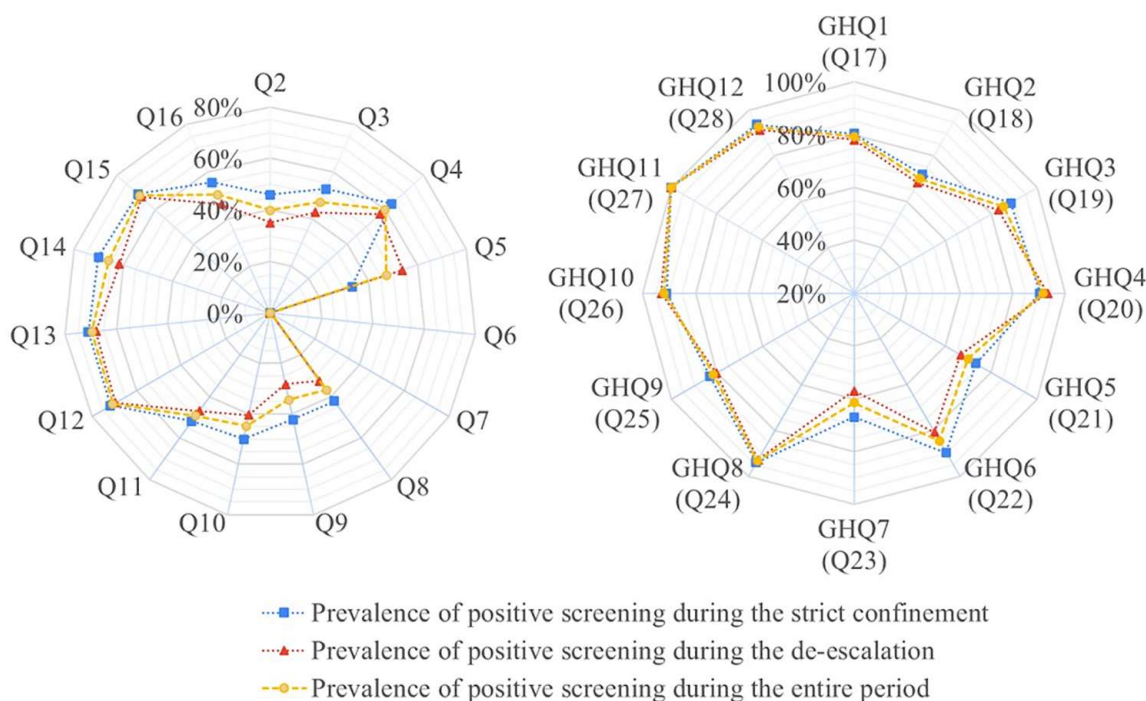 Q2
80%
Q3
Q16
60%
Q4
Q15
40%
Q5
Q14
20%
0%
Q6
Q13
Q7
Q12
Q8
Q11
Q9
Q10
GHQ1
(Q17)
100%
GHQ2
(Q18)
GHQ12
(Q28)
80%
GHQ3
(Q19)
GHQ11
(Q27)
60%
40%
GHQ4
(Q20)
GHQ10
(Q26)
20%
GHQ5
(Q21)
GHQ9
(Q25)
GHQ6
(Q22)
GHQ8
(Q24)
GHQ7
(Q23)
Prevalence of positive screening during the strict confinement
Prevalence of positive screening during the de-escalation
Prevalence of positive screening during the entire period